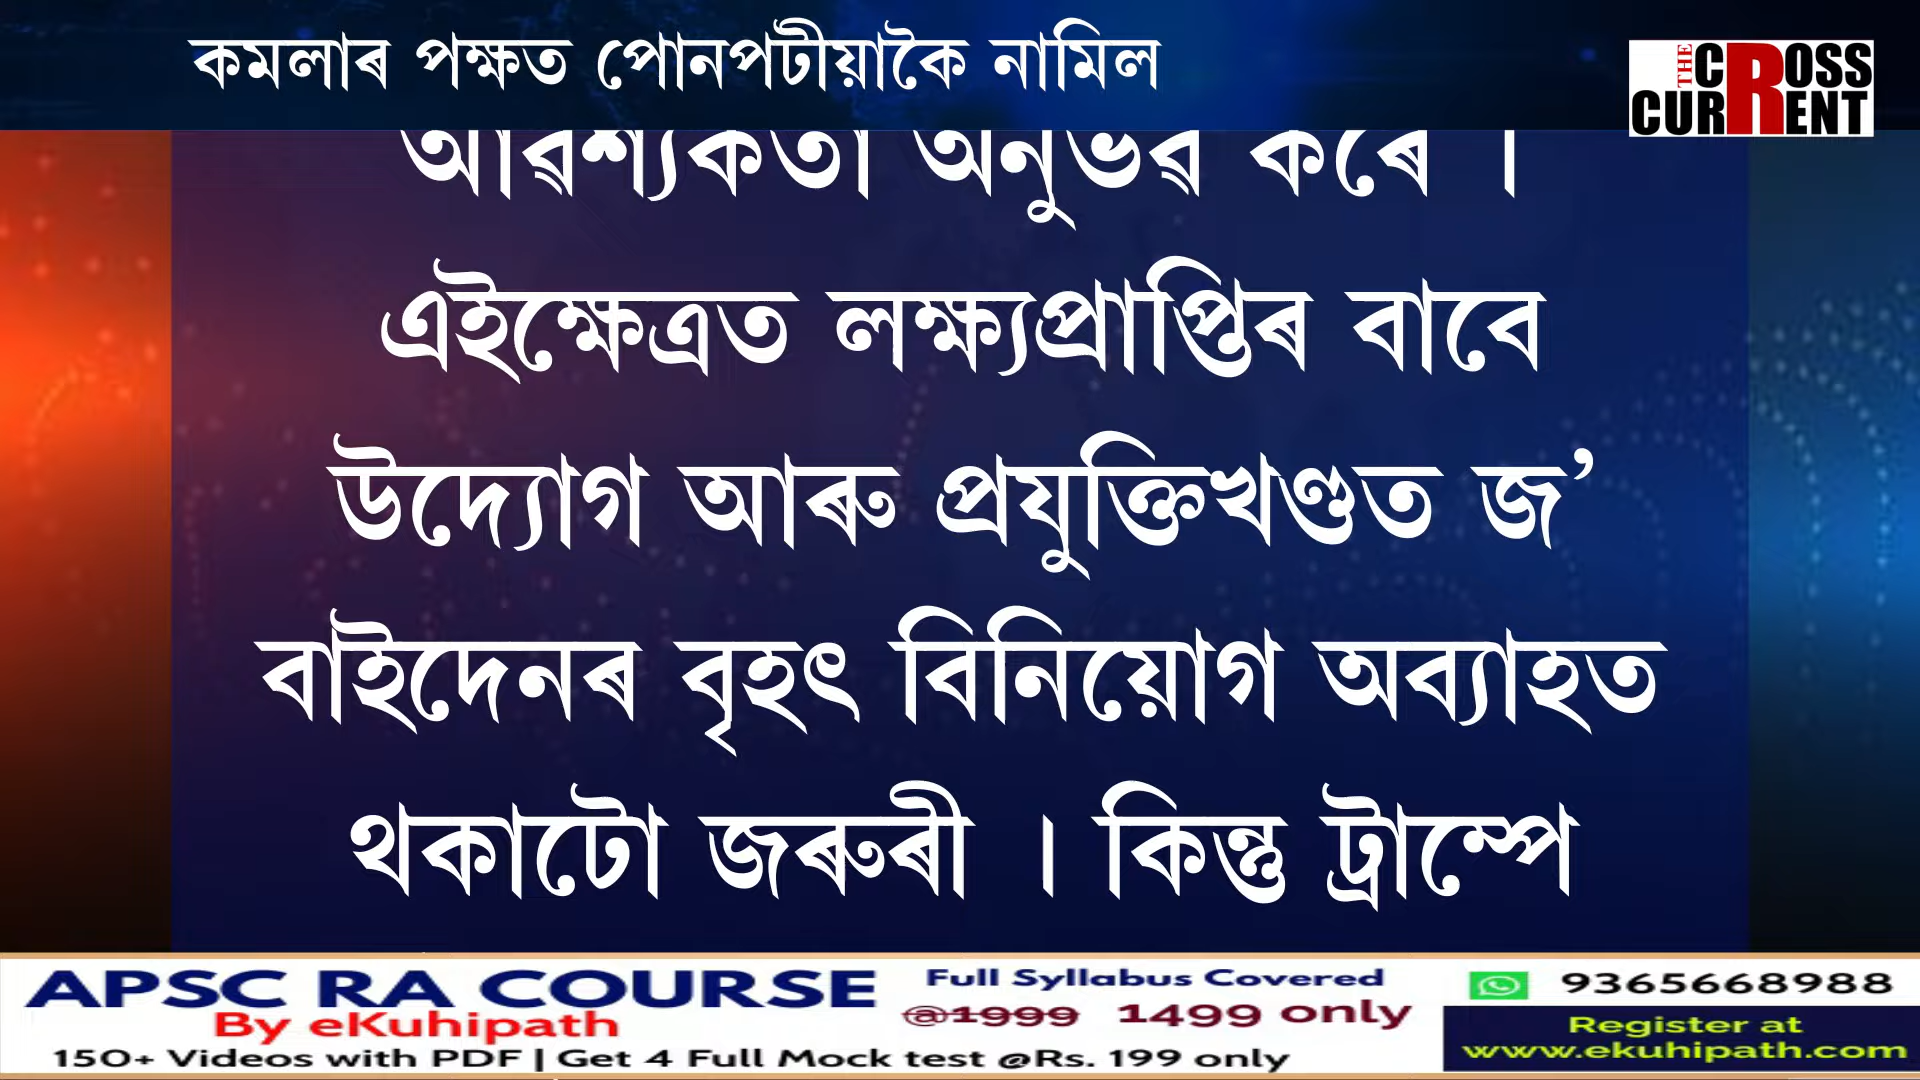 কমলাৰ পক্ষত পোনপটীয়াকৈ নামিল
THE CROSS
CURRENT
আৱশ্যকতা অনুভৱ কৰে ।
এইক্ষেত্ৰত লক্ষ্যপ্ৰাপ্তিৰ বাবে
উদ্যোগ আৰু প্ৰযুক্তিখণ্ডত জ’
বাইদেনৰ বৃহৎ বিনিয়োগ অব্যাহত
থকাটো জৰুৰী । কিন্তু ট্ৰাম্পে
APSC RA COURSE
By eKuhipath
150+ Videos with PDF | Get 4 Full Mock test @Rs. 199 only
Full Syllabus Covered
@1999 1499 only
9365668988
Register at
www.ekuhipath.com